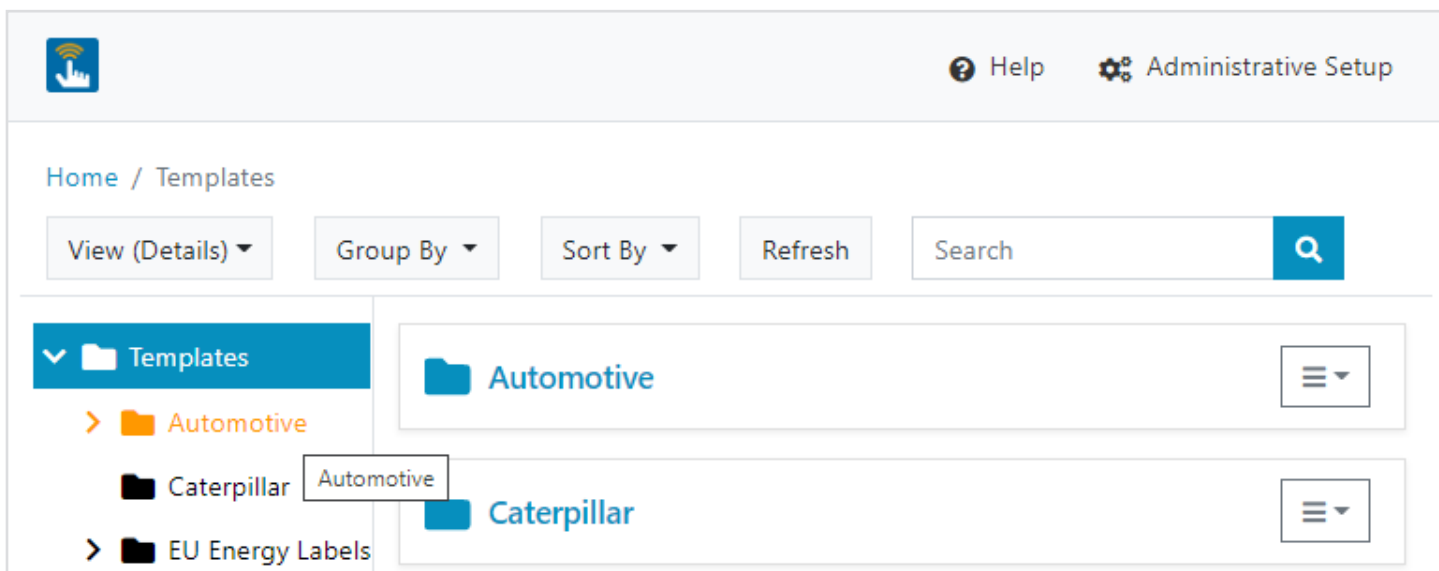 Help Administrative Setup
Home / Templates
View (Details) Group By Sort By Refresh Search
Templates
Automotive
Caterpillar
EU Energy Labels
Automotive
Automotive
Caterpillar